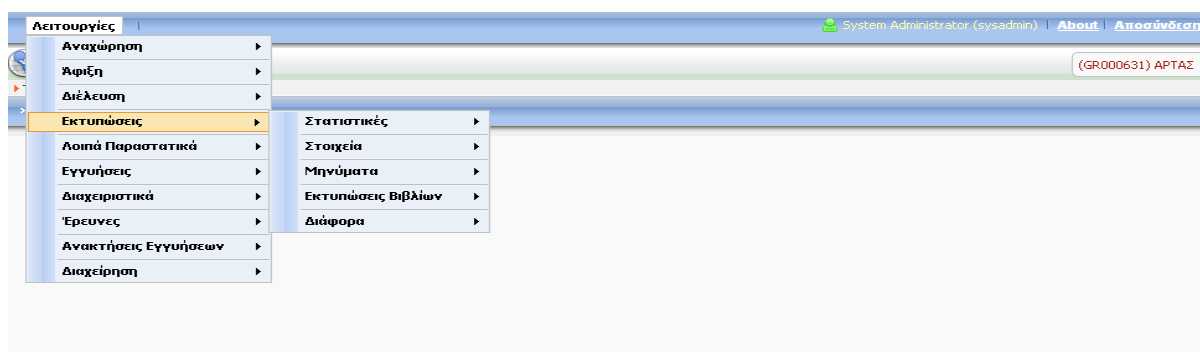 Λειτουργίες
System Administrator (sysadmin) | About | Αποσύνδεση
Αναχώρηση
Άφιξη
(GR000631) ΑΡΤΑΣ
Διέλευση
Εκτυπώσεις
Στατιστικές
Λοιπά Παραστατικά
Στοιχεία
Εγγυήσεις
Μηνύματα
Διαχειριστικά
Εκτυπώσεις Βιβλίων
Έρευνες
Διάφορα
Ανακτήσεις Εγγυήσεων
Διαχείρηση